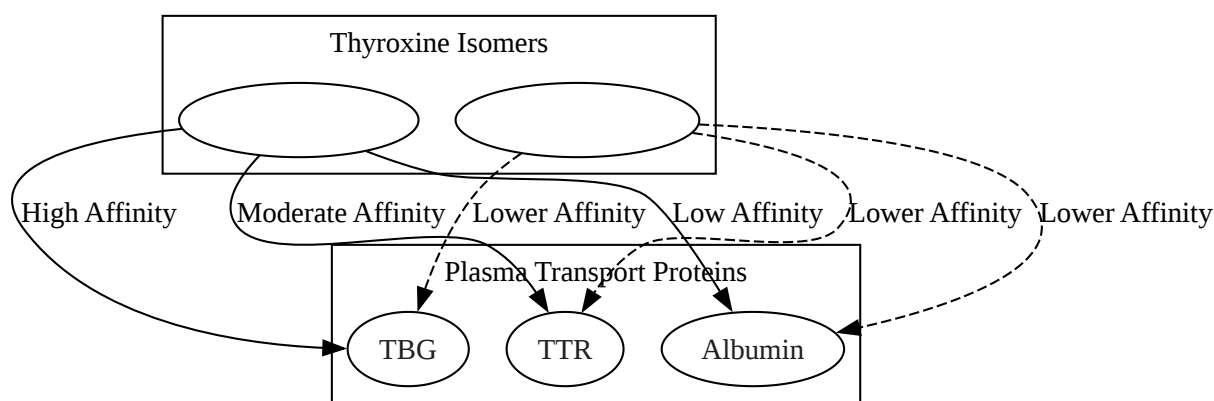 Thyroxine Isomers
High Affinity
Moderate Affinity
Lower Affinity
Low Affinity
Lower Affinity
Lower Affinity
Plasma Transport Proteins
TBG
TTR
Albumin